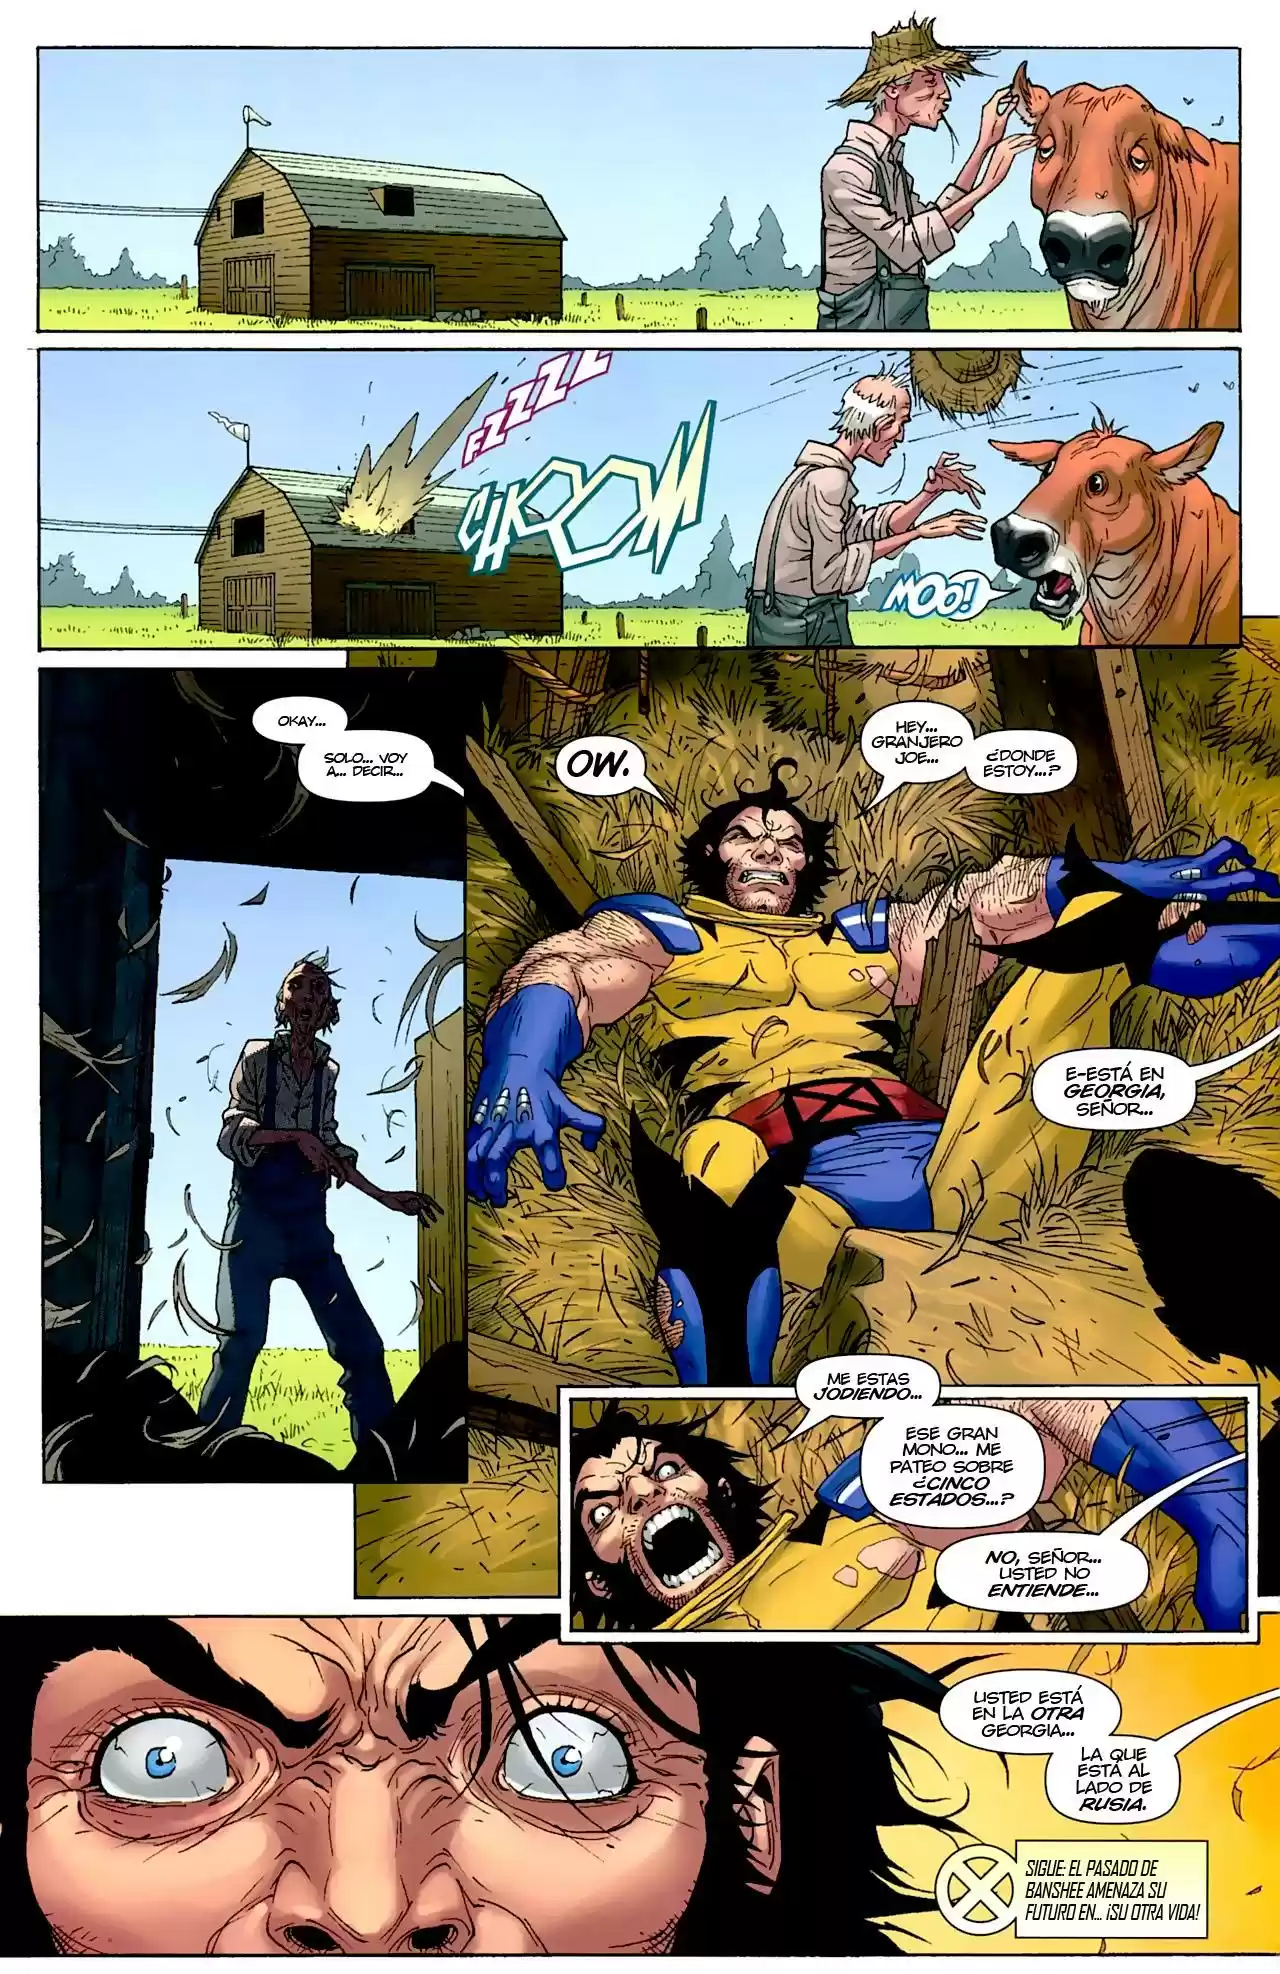 FZZZZZ
CHKOOOM
MOO!
OKAY...
SOLO... VOY
A... DECIR...
OW.
HEY...
GRANJERO
JOE...
¿DONDE
ESTOY...?
E-ESTÁ EN
GEORGIA,
SEÑOR...
ME ESTAS
JODIENDO...
ESE GRAN
MONO... ME
PATEO SOBRE
¿CINCO
ESTADOS...?
NO, SEÑOR...
USTED NO
ENTIENDE...
USTED ESTÁ
EN LA OTRA
GEORGIA...
LA QUE
ESTÁ AL
LADO DE
RUSIA.
SIGUE: EL PASADO DE
BANSHEE AMENAZA SU
FUTURO EN... ¡SU OTRA VIDA!